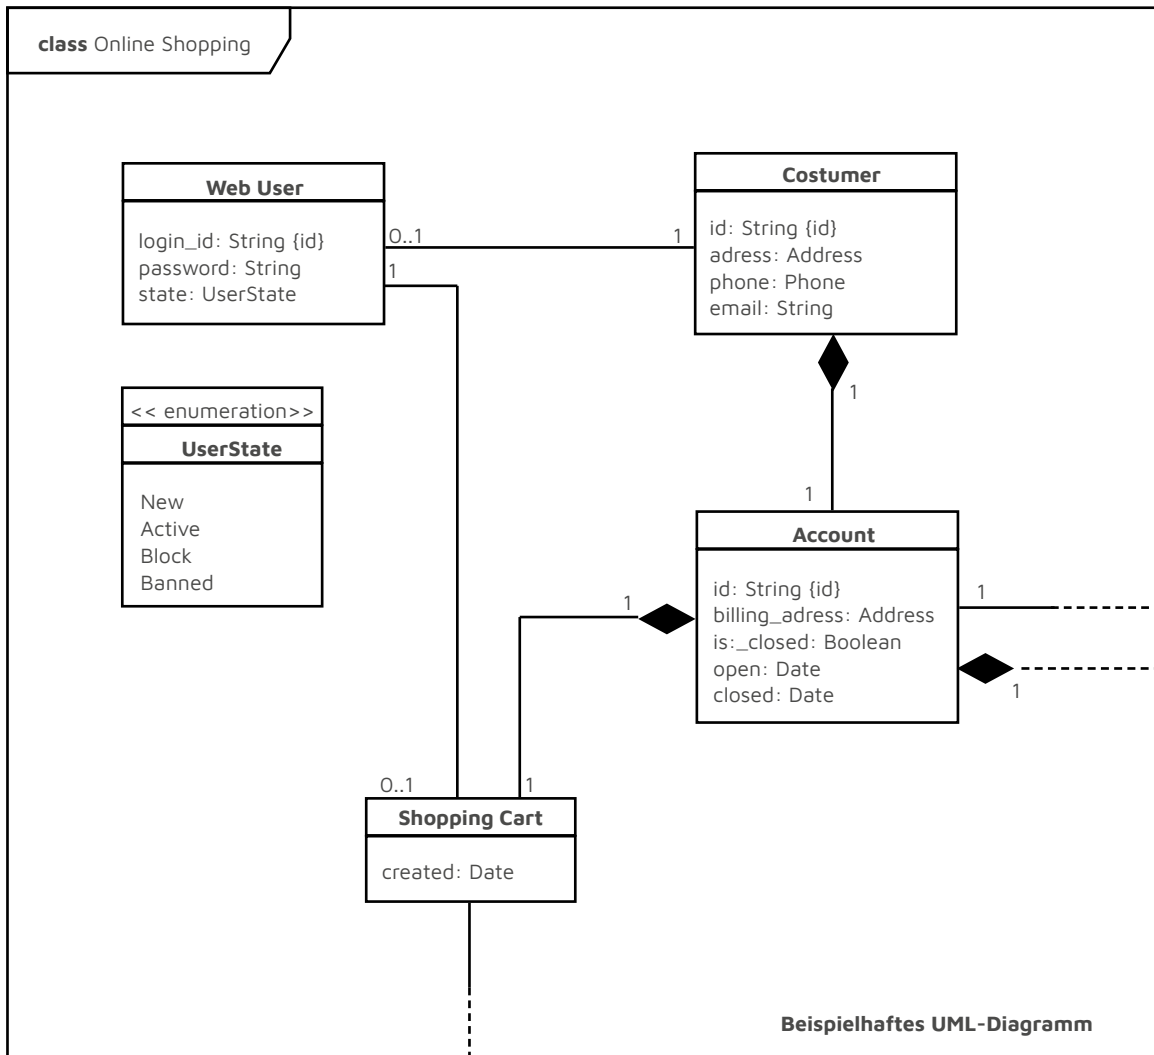 class Online Shopping
Web User
login_id: String {id}
password: String
state: UserState
0..1
1
1
Costumer
id: String {id}
adress: Address
phone: Phone
email: String
1
1
<< enumeration>>
UserState
New
Active
Block
Banned
Account
id: String {id}
billing_adress: Address
is:_closed: Boolean
open: Date
closed: Date
1
1
1
0..1
1
Shopping Cart
created: Date
Beispielhaftes UML-Diagramm